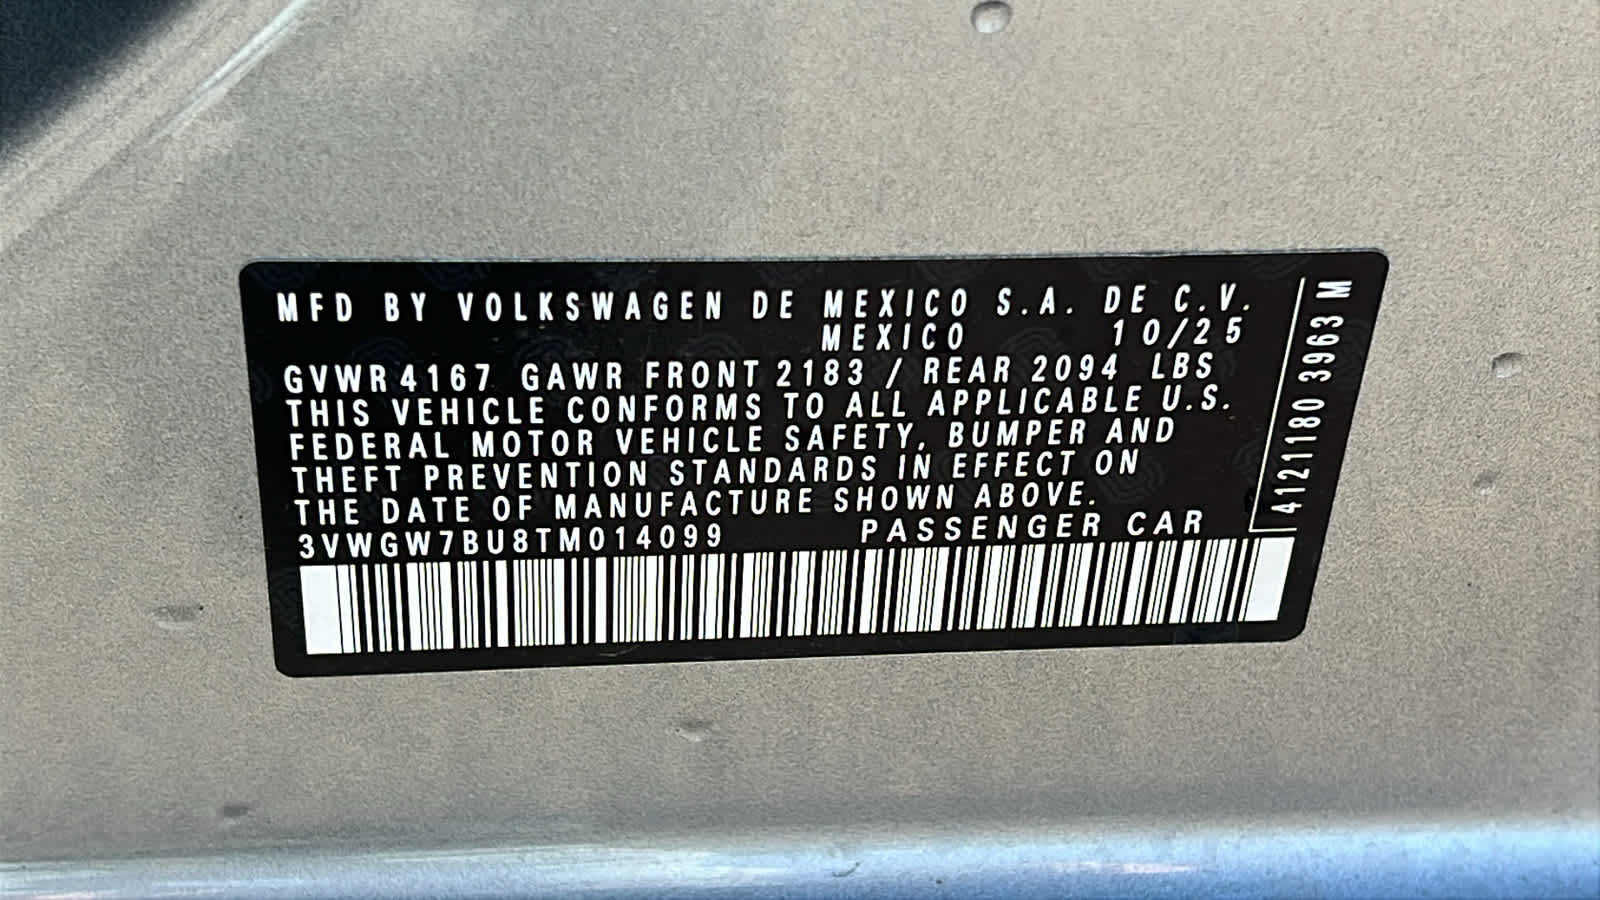 MFD BY VOLKSWAGEN DE MEXICO S.A. DE C.V.
MEXICO 10/25
GVWR 4167 GAWR FRONT 2183 / REAR 2094 LBS
THIS VEHICLE CONFORMS TO ALL APPLICABLE U.S.
FEDERAL MOTOR VEHICLE SAFETY, BUMPER AND
THEFT PREVENTION STANDARDS IN EFFECT ON
THE DATE OF MANUFACTURE SHOWN ABOVE.
3VWGW7BU8TM014099 PASSENGER CAR
4121180 3963 M